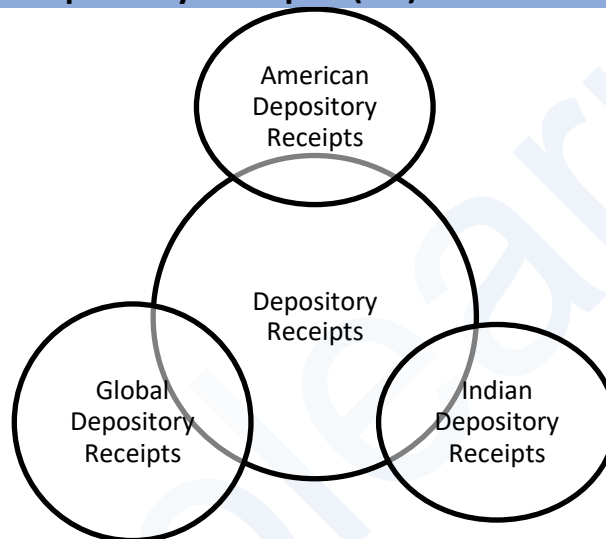 American
Depository
Receipts
Depository
Receipts
Global
Depository
Receipts
Indian
Depository
Receipts